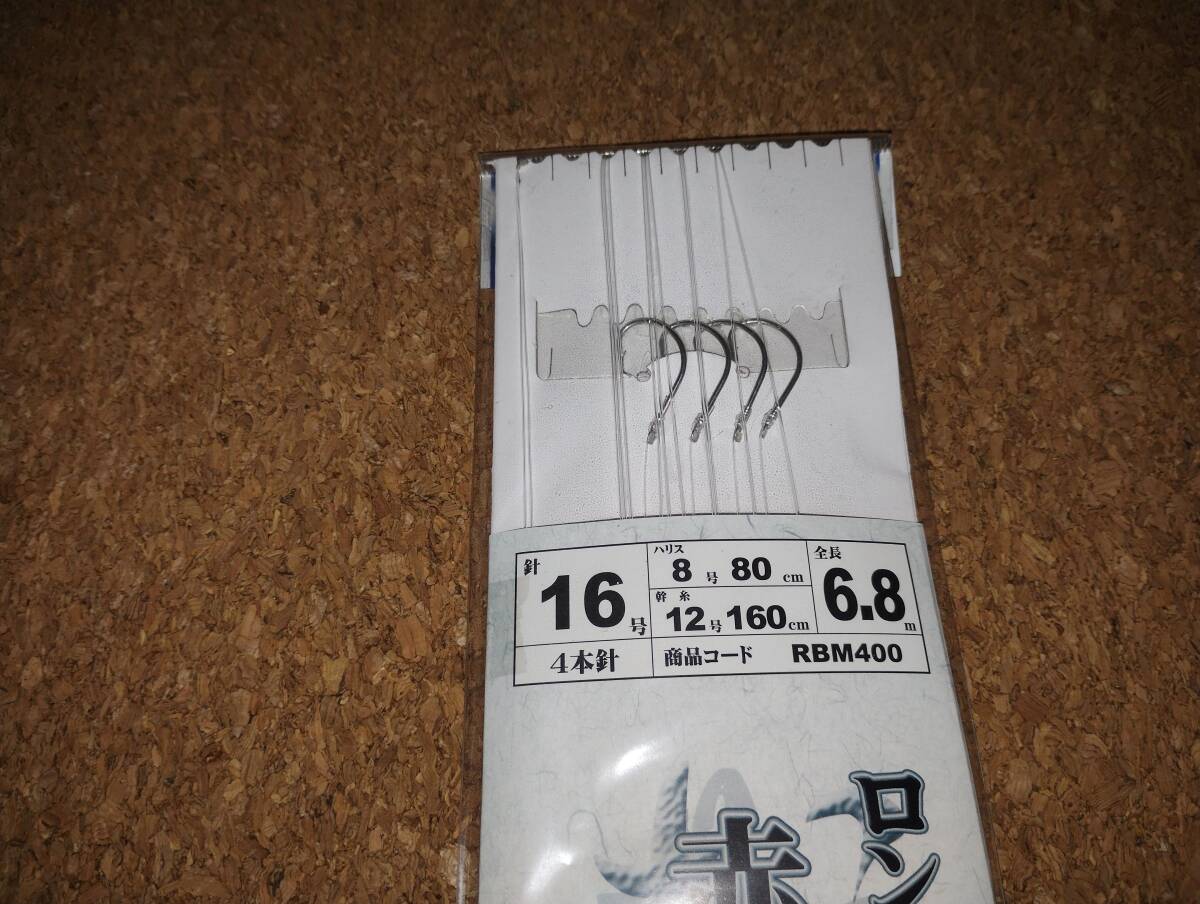 針 16号
ハリス 8号 80cm
幹糸 12号 160cm
全長 6.8m
4本針
商品コード RBM400
ロン
赤